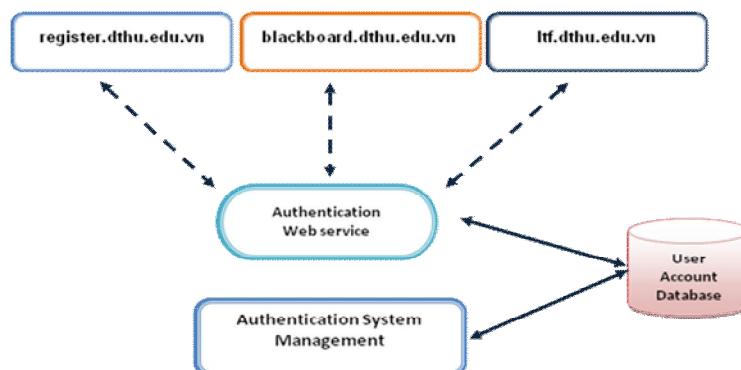 register.dthu.edu.vn
blackboard.dthu.edu.vn
ltf.dthu.edu.vn
Authentication
Web service
User
Account
Database
Authentication System
Management